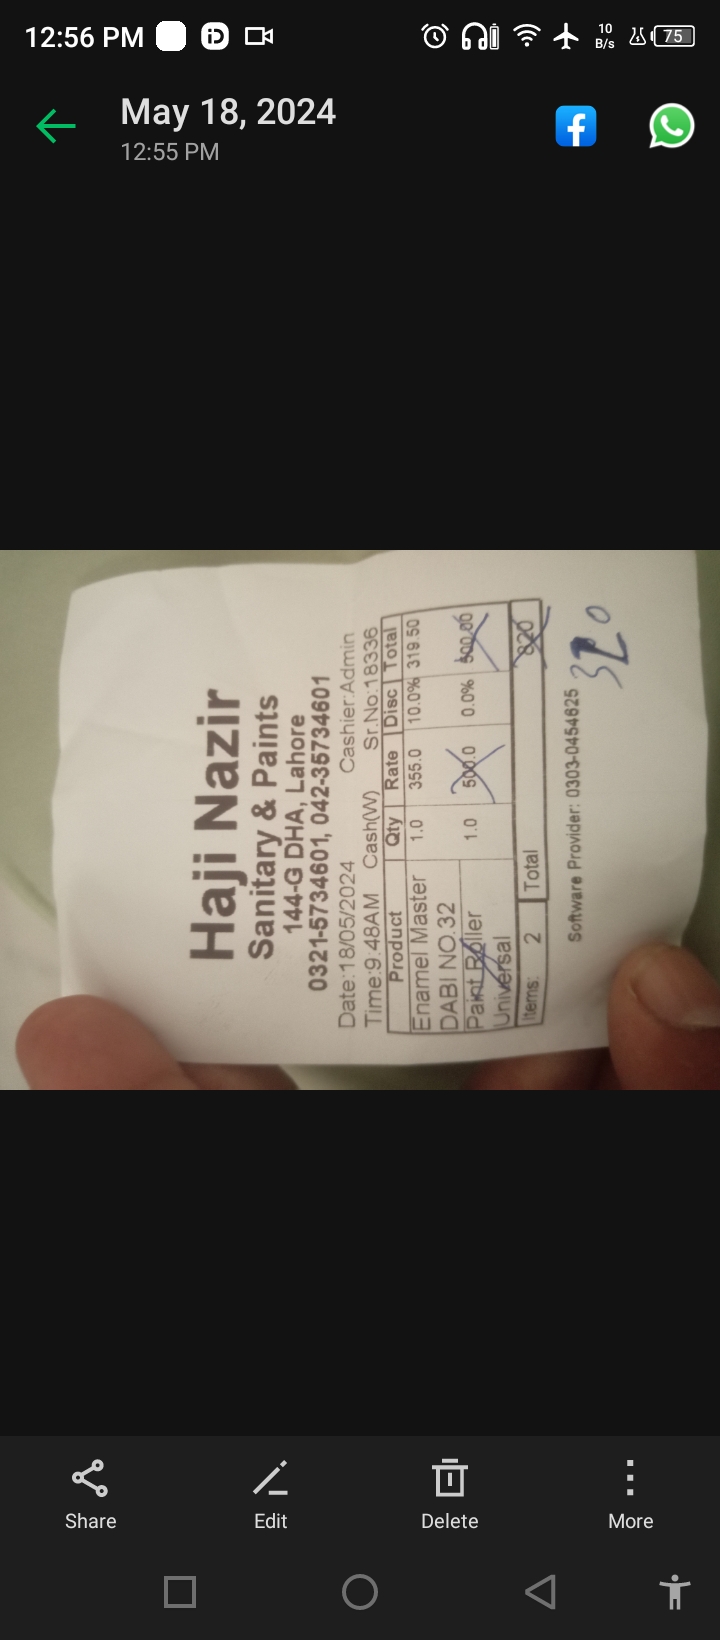 12:56 PM
10 B/s
75
May 18, 2024
12:55 PM
Haji Nazir
Sanitary & Paints
144-G DHA, Lahore
0321-5734601, 042-35734601
Date:18/05/2024 Cashier:Admin
Time:9:48AM Cash(W) Sr.No:18336
Product Qty Rate Disc Total
Enamel Master 1.0 355.0 10.0% 319.50
DABI NO.32
Paint Roller 1.0 500.0 0.0% 500.00
Universal
Items: 2 Total 820
320
Software Provider: 0303-0454625
Share Edit Delete More